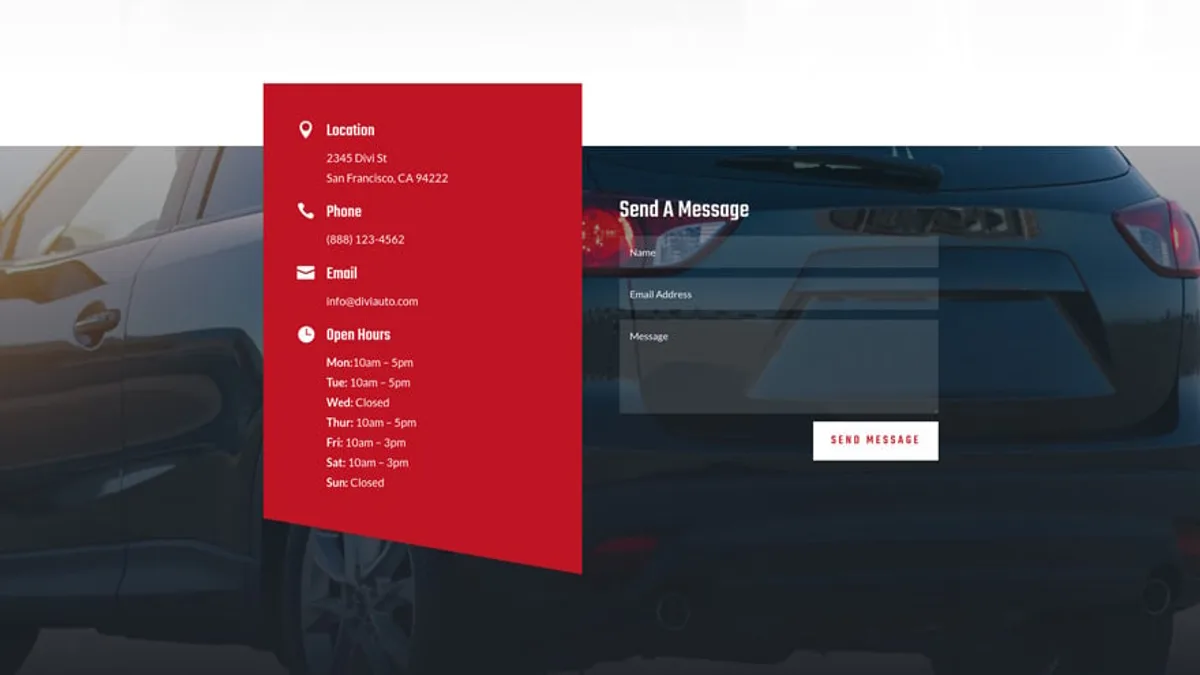 Location
2345 Divi St
San Francisco, CA 94222
Phone
(888) 123-4562
Email
info@diviauto.com
Open Hours
Mon:10am – 5pm
Tue: 10am – 5pm
Wed: Closed
Thur: 10am – 5pm
Fri: 10am – 3pm
Sat: 10am – 3pm
Sun: Closed
Send A Message
Name
Email Address
Message
SEND MESSAGE